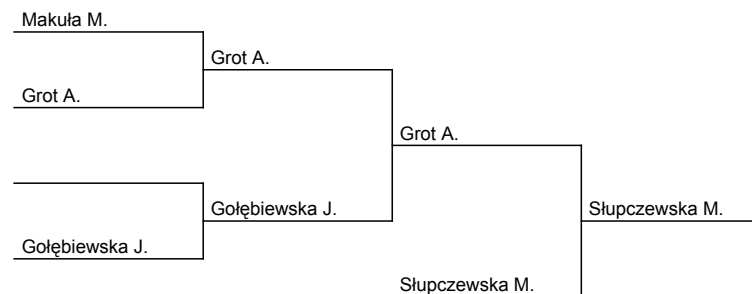 Makuła M.
Grot A.
Grot A.
Grot A.
Gołębiewska J.
Słupczewska M.
Gołębiewska J.
Słupczewska M.